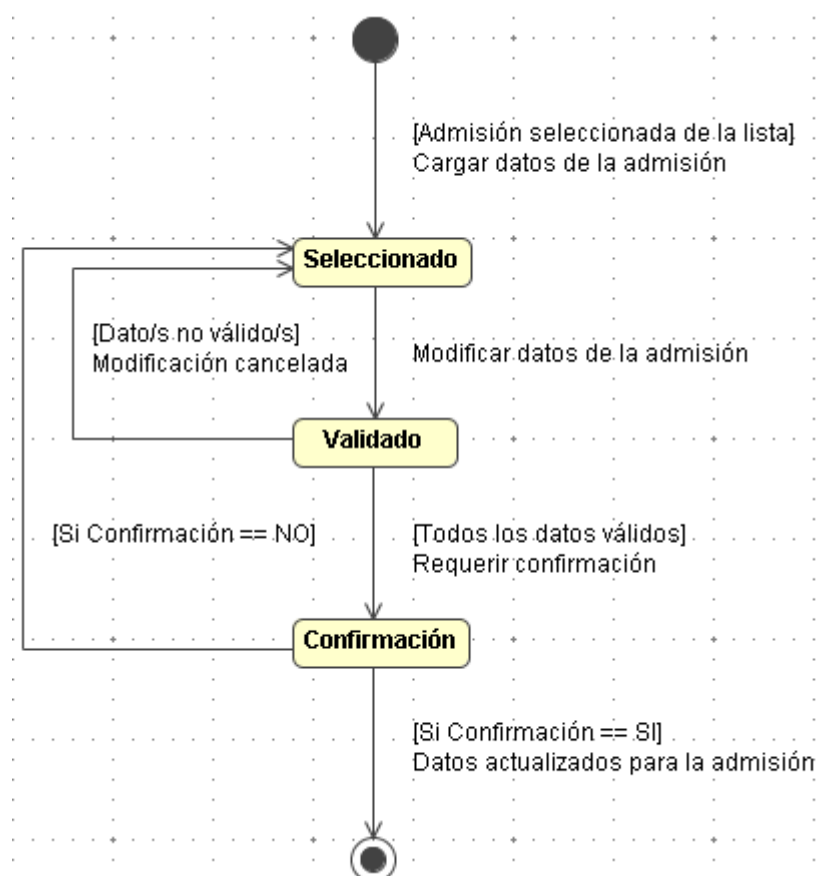 [Admisión seleccionada de la lista]
Cargar datos de la admisión
Seleccionado
[Dato/s no válido/s]
Modificación cancelada
Modificar datos de la admisión
Validado
[Si Confirmación == NO]
[Todos los datos válidos]
Requerir confirmación
Confirmación
[Si Confirmación == SI]
Datos actualizados para la admisión